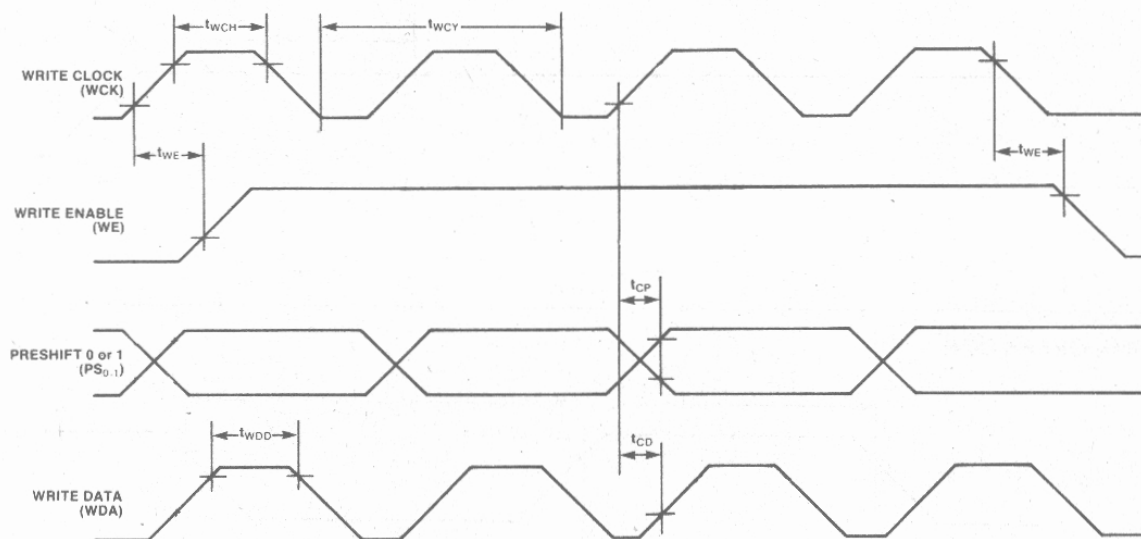 tWCH
tWCY
WRITE CLOCK
(WCK)
tWE
tWE
WRITE ENABLE
(WE)
tCP
PRESHIFT 0 or 1
(PS0-1)
tWDD
tCD
WRITE DATA
(WDA)